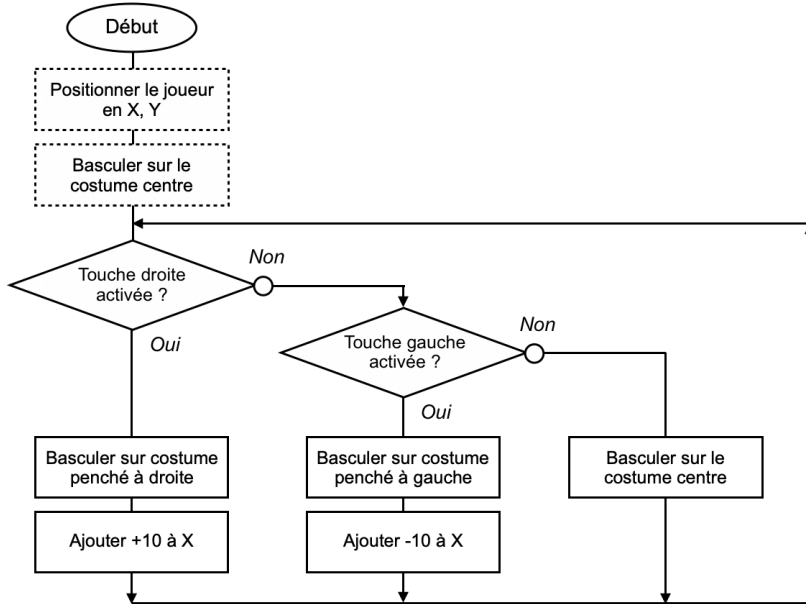 Début
Positionner le joueur
en X, Y
Basculer sur le
costume centre
Touche droite
activée ?
Non
Oui
Touche gauche
activée ?
Non
Oui
Basculer sur costume
penché à droite
Basculer sur costume
penché à gauche
Basculer sur le
costume centre
Ajouter +10 à X
Ajouter -10 à X